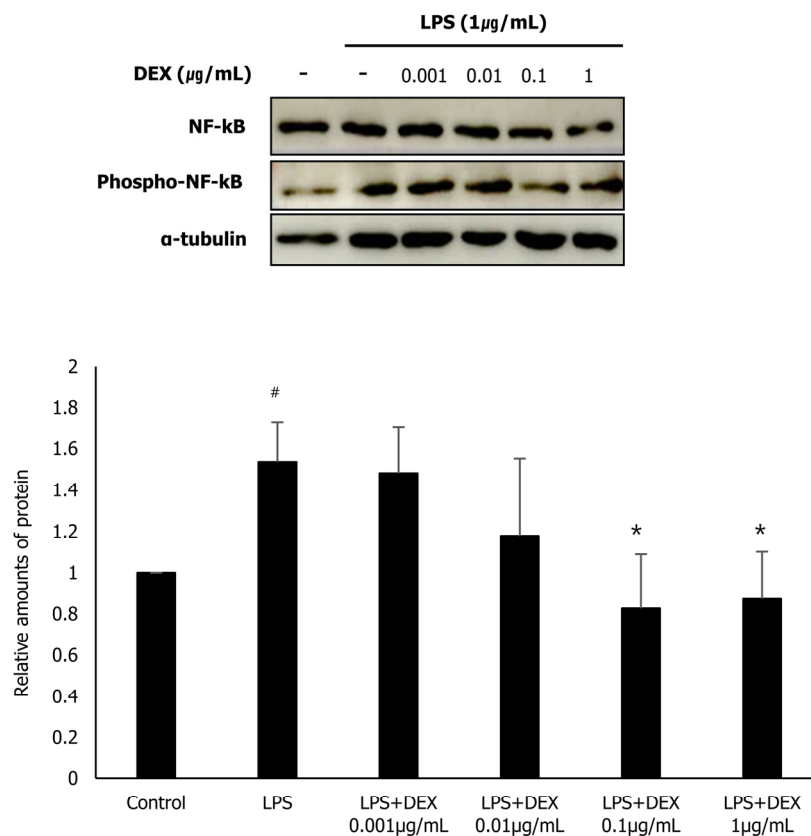 LPS (1㎍/mL)
DEX (㎍/mL) - - 0.001 0.01 0.1 1
NF-kB
Phospho-NF-kB
α-tubulin
Relative amounts of protein
2
1.8
1.6
1.4
1.2
1
0.8
0.6
0.4
0.2
0
#
*
*
Control
LPS
LPS+DEX
0.001㎍/mL
LPS+DEX
0.01㎍/mL
LPS+DEX
0.1㎍/mL
LPS+DEX
1㎍/mL